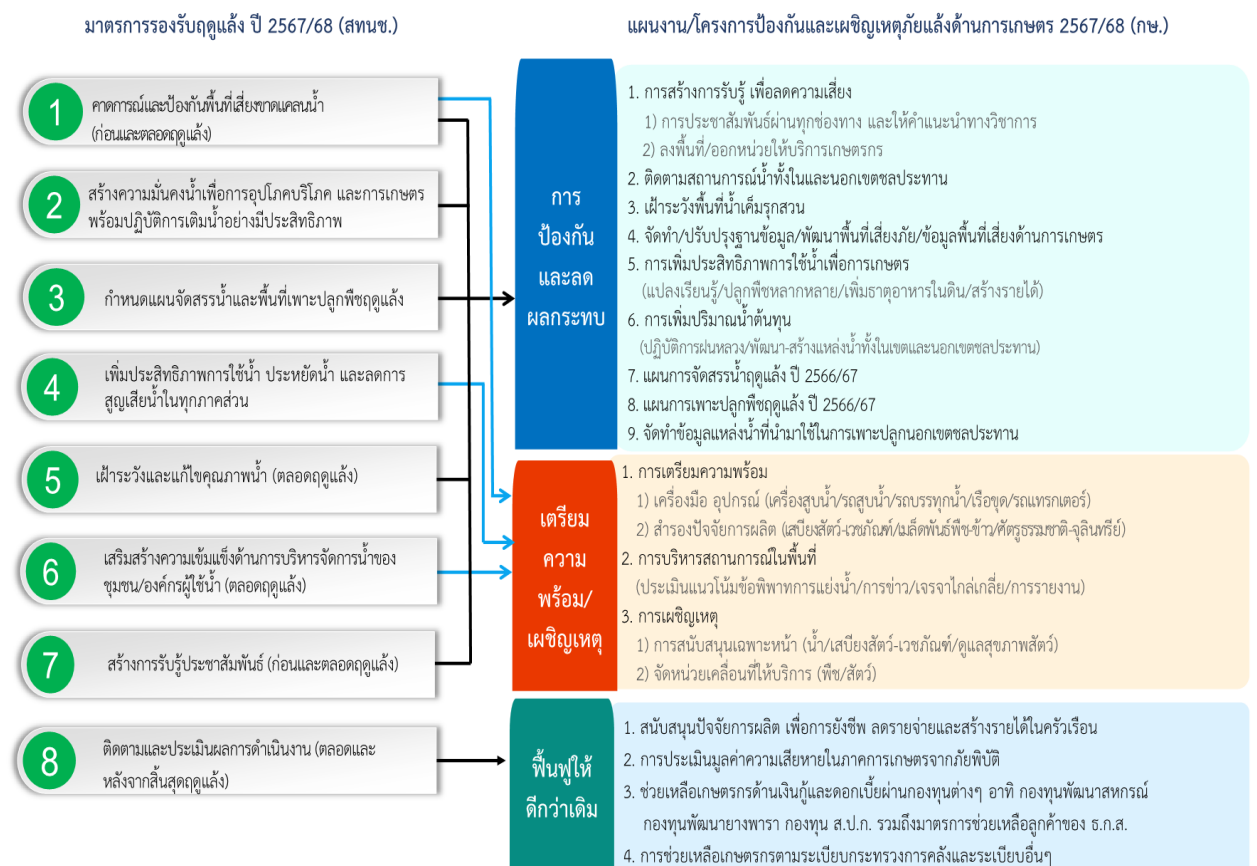 มาตรการรองรับฤดูแล้ง ปี 2567/68 (สทนช.)
1
คาดการณ์และป้องกันพื้นที่เสี่ยงขาดแคลนน้ำ
(ก่อนและตลอดฤดูแล้ง)
2
สร้างความมั่นคงน้ำเพื่อการอุปโภคบริโภค และการเกษตร
พร้อมปฏิบัติการเติมน้ำอย่างมีประสิทธิภาพ
3
กำหนดแผนจัดสรรน้ำและพื้นที่เพาะปลูกพืชฤดูแล้ง
4
เพิ่มประสิทธิภาพการใช้น้ำ ประหยัดน้ำ และลดการ
สูญเสียน้ำในทุกภาคส่วน
5
เฝ้าระวังและแก้ไขคุณภาพน้ำ (ตลอดฤดูแล้ง)
6
เสริมสร้างความเข้มแข็งด้านการบริหารจัดการน้ำของ
ชุมชน/องค์กรผู้ใช้น้ำ (ตลอดฤดูแล้ง)
7
สร้างการรับรู้ประชาสัมพันธ์ (ก่อนและตลอดฤดูแล้ง)
8
ติดตามและประเมินผลการดำเนินงาน (ตลอดและ
หลังจากสิ้นสุดฤดูแล้ง)
แผนงาน/โครงการป้องกันและเผชิญเหตุภัยแล้งด้านการเกษตร 2567/68 (กษ.)
การ
ป้องกัน
และลด
ผลกระทบ
1. การสร้างการรับรู้ เพื่อลดความเสี่ยง
1) การประชาสัมพันธ์ผ่านทุกช่องทาง และให้คำแนะนำทางวิชาการ
2) ลงพื้นที่/ออกหน่วยให้บริการเกษตรกร
2. ติดตามสถานการณ์น้ำทั้งในและนอกเขตชลประทาน
3. เฝ้าระวังพื้นที่น้ำเค็มรุกสวน
4. จัดทำ/ปรับปรุงฐานข้อมูล/พัฒนาพื้นที่เสี่ยงภัย/ข้อมูลพื้นที่เสี่ยงด้านการเกษตร
5. การเพิ่มประสิทธิภาพการใช้น้ำเพื่อการเกษตร
(แปลงเรียนรู้/ปลูกพืชหลากหลาย/เพิ่มธาตุอาหารในดิน/สร้างรายได้)
6. การเพิ่มปริมาณน้ำต้นทุน
(ปฏิบัติการฝนหลวง/พัฒนา-สร้างแหล่งน้ำทั้งในเขตและนอกเขตชลประทาน)
7. แผนการจัดสรรน้ำฤดูแล้ง ปี 2566/67
8. แผนการเพาะปลูกพืชฤดูแล้ง ปี 2566/67
9. จัดทำข้อมูลแหล่งน้ำที่นำมาใช้ในการเพาะปลูกนอกเขตชลประทาน
เตรียม
ความ
พร้อม/
เผชิญเหตุ
1. การเตรียมความพร้อม
1) เครื่องมือ อุปกรณ์ (เครื่องสูบน้ำ/รถสูบน้ำ/รถบรรทุกน้ำ/เรือขุด/รถแทรกเตอร์)
2) สำรองปัจจัยการผลิต (เสบียงสัตว์-เวชภัณฑ์/เมล็ดพันธ์พืช-ข้าว/ศัตรูธรรมชาติ-จุลินทรีย์)
2. การบริหารสถานการณ์ในพื้นที่
(ประเมินแนวโน้มข้อพิพาทการแย่งน้ำ/การข่าว/เจรจาไกล่เกลี่ย/การรายงาน)
3. การเผชิญเหตุ
1) การสนับสนุนเฉพาะหน้า (น้ำ/เสบียงสัตว์-เวชภัณฑ์/ดูแลสุขภาพสัตว์)
2) จัดหน่วยเคลื่อนที่ให้บริการ (พืช/สัตว์)
ฟื้นฟูให้
ดีกว่าเดิม
1. สนับสนุนปัจจัยการผลิต เพื่อการยังชีพ ลดรายจ่ายและสร้างรายได้ในครัวเรือน
2. การประเมินมูลค่าความเสียหายในภาคการเกษตรจากภัยพิบัติ
3. ช่วยเหลือเกษตรกรด้านเงินกู้และดอกเบี้ยผ่านกองทุนต่างๆ อาทิ กองทุนพัฒนาสหกรณ์
กองทุนพัฒนายางพารา กองทุน ส.ป.ก. รวมถึงมาตรการช่วยเหลือลูกค้าของ ธ.ก.ส.
4. การช่วยเหลือเกษตรกรตามระเบียบกระทรวงการคลังและระเบียบอื่นๆ